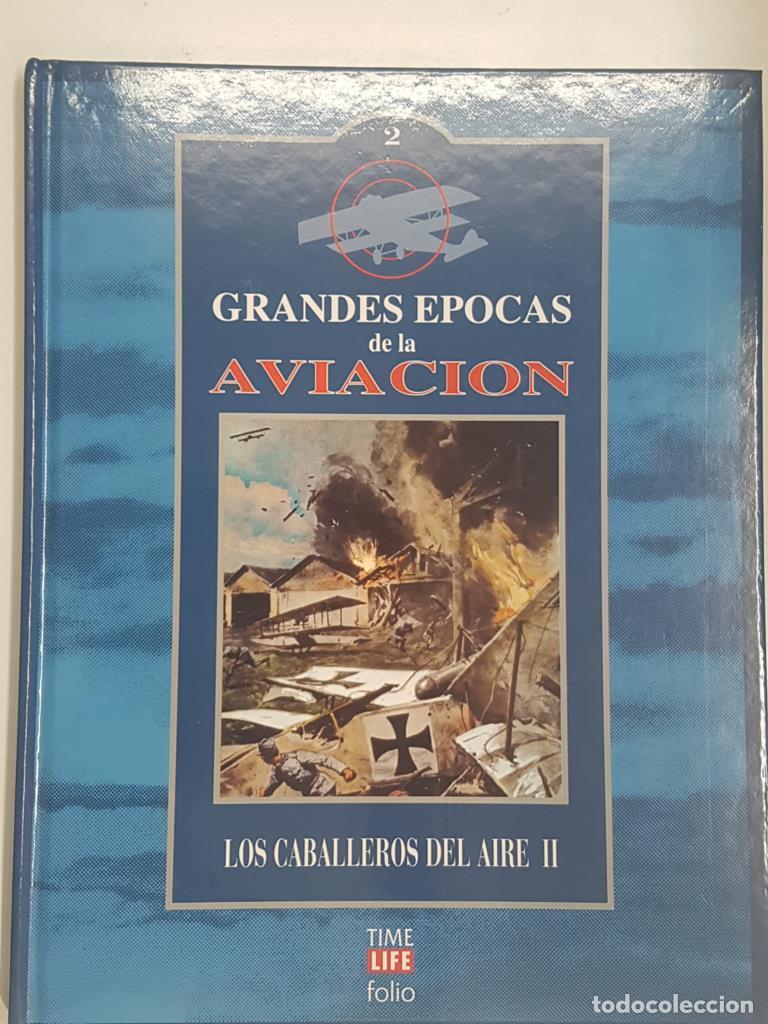 2
GRANDES EPOCAS
de la
AVIACION
LOS CABALLEROS DEL AIRE II
TIME
LIFE
folio
todocoleccion